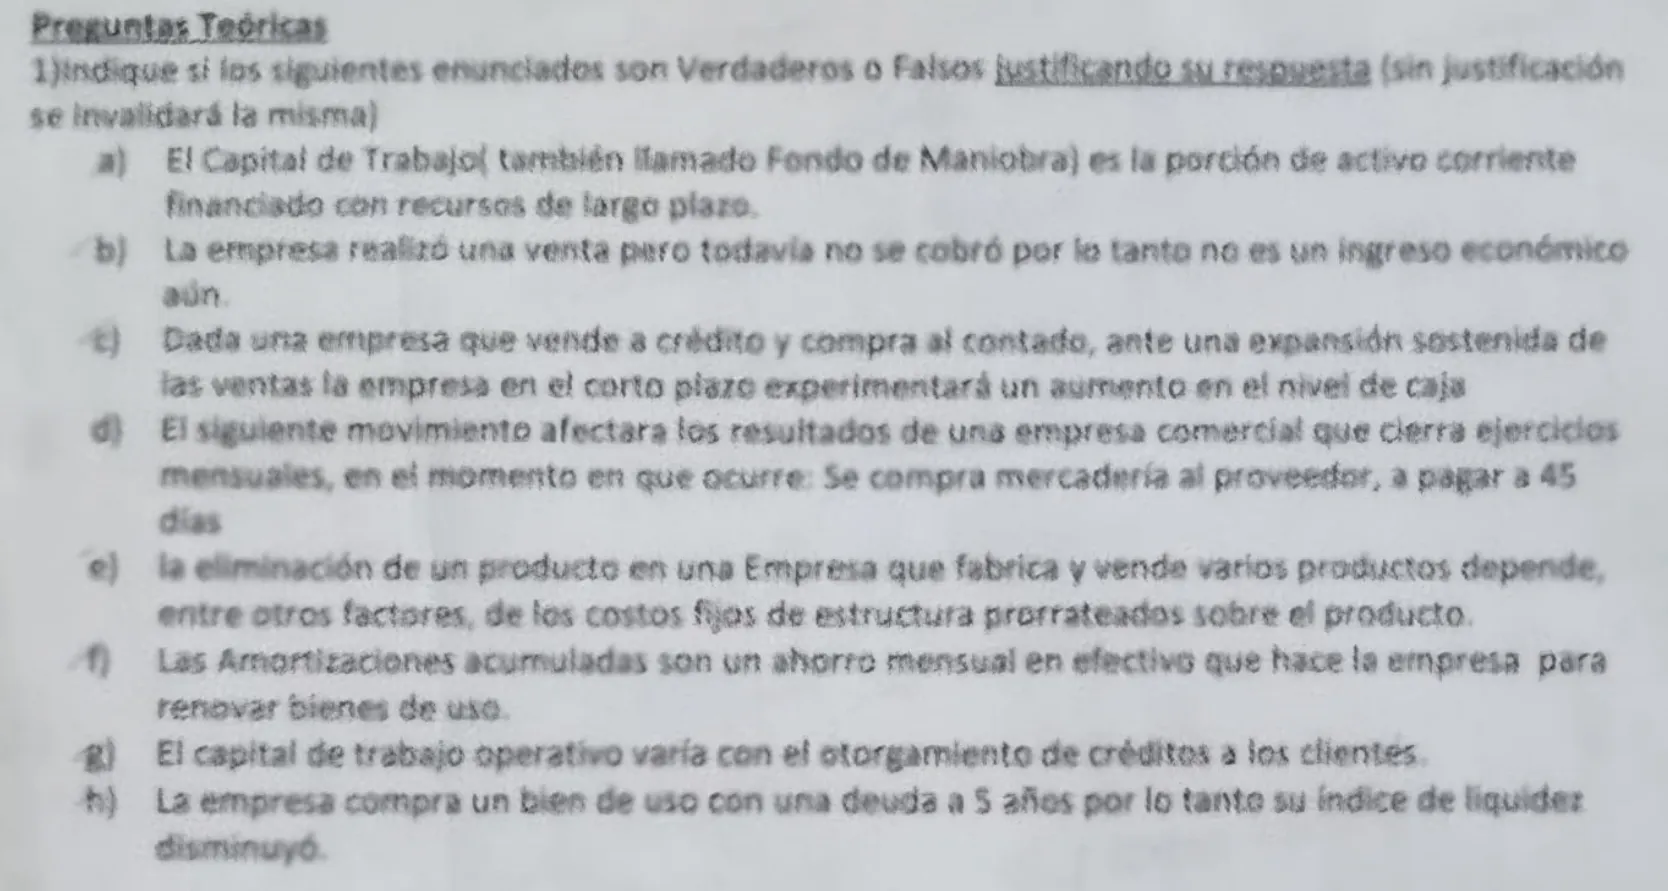 Preguntas Teóricas
1)Indique si los siguientes enunciados son Verdaderos o Falsos justificando su respuesta (sin justificación
se invalidará la misma)
a) El Capital de Trabajo( también llamado Fondo de Maniobra) es la porción de activo corriente
financiado con recursos de largo plazo.
b) La empresa realizó una venta pero todavía no se cobró por lo tanto no es un ingreso económico
aún.
c) Dada una empresa que vende a crédito y compra al contado, ante una expansión sostenida de
las ventas la empresa en el corto plazo experimentará un aumento en el nivel de caja
d) El siguiente movimiento afectara los resultados de una empresa comercial que cierra ejercicios
mensuales, en el momento en que ocurre: Se compra mercadería al proveedor, a pagar a 45
días
e) la eliminación de un producto en una Empresa que fabrica y vende varios productos depende,
entre otros factores, de los costos fijos de estructura prorrateados sobre el producto.
f) Las Amortizaciones acumuladas son un ahorro mensual en efectivo que hace la empresa para
renovar bienes de uso.
g) El capital de trabajo operativo varía con el otorgamiento de créditos a los clientes.
h) La empresa compra un bien de uso con una deuda a 5 años por lo tanto su índice de liquidez
disminuyó.